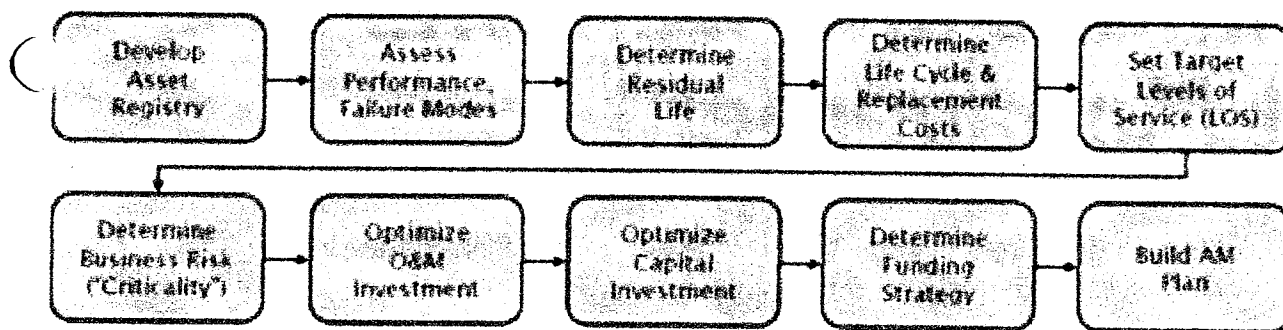 Develop
Asset
Registry
Assess
Performance,
Failure Modes
Determine
Residual
Life
Determine
Life Cycle &
Replacement
Costs
Set Target
Levels of
Service (LOS)
Determine
Business Risk
("Criticality")
Optimize
O&M
Investment
Optimize
Capital
Investment
Determine
Funding
Strategy
Build AM
Plan